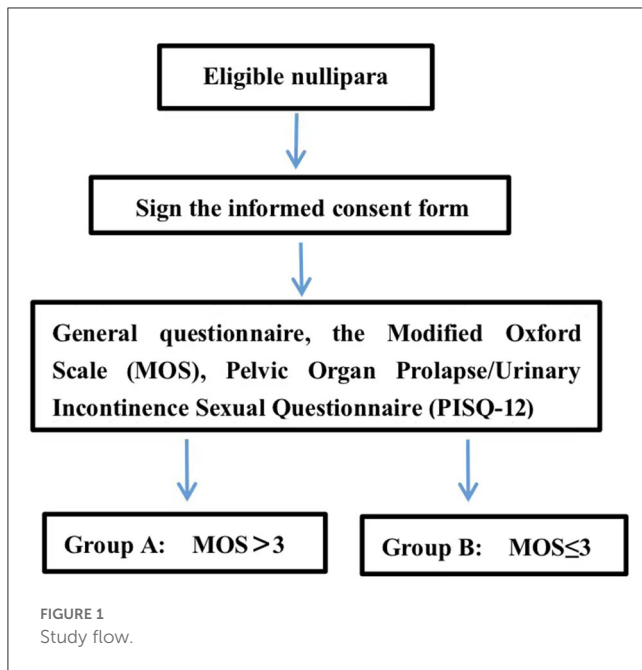 Eligible nullipara
Sign the informed consent form
General questionnaire, the Modified Oxford
Scale (MOS), Pelvic Organ Prolapse/Urinary
Incontinence Sexual Questionnaire (PISQ-12)
Group A: MOS>3
Group B: MOS≤3
FIGURE 1
Study flow.